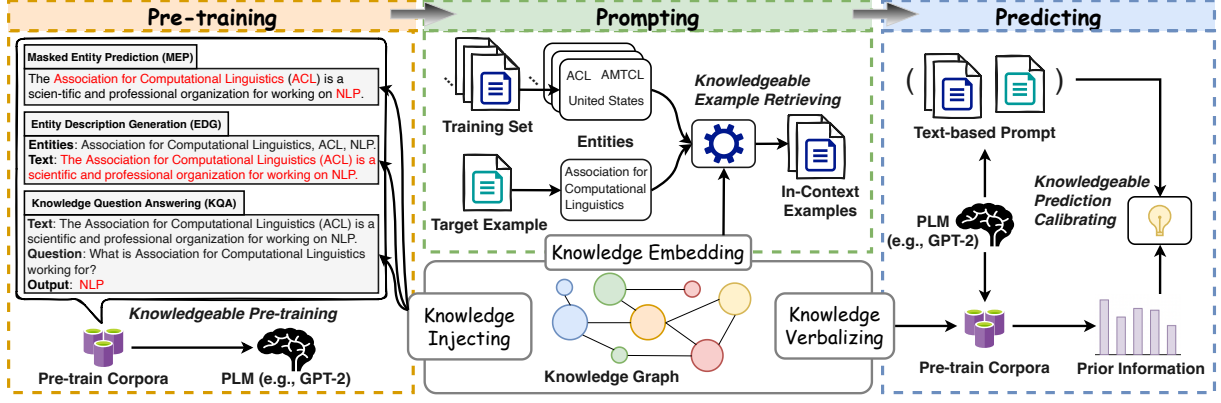 Pre-training
Masked Entity Prediction (MEP)
The Association for Computational Linguistics (ACL) is a
scien-tific and professional organization for working on NLP.
Entity Description Generation (EDG)
Entities: Association for Computational Linguistics, ACL, NLP.
Text: The Association for Computational Linguistics (ACL) is a
scientific and professional organization for working on NLP.
Knowledge Question Answering (KQA)
Text: The Association for Computational Linguistics (ACL) is a
scientific and professional organization for working on NLP.
Question: What is Association for Computational Linguistics
working for?
Output: NLP
Knowledgeable Pre-training
Pre-train Corpora
PLM (e.g., GPT-2)
Prompting
Training Set
ACL AMTCL
United States
Entities
Knowledgeable
Example Retrieving
Target Example
Association for
Computational
Linguistics
In-Context
Examples
Knowledge Embedding
Knowledge
Injecting
Knowledge Graph
Knowledge
Verbalizing
Predicting
( )
Text-based Prompt
Knowledgeable
Prediction
Calibrating
PLM
(e.g., GPT-2)
Pre-train Corpora
Prior Information